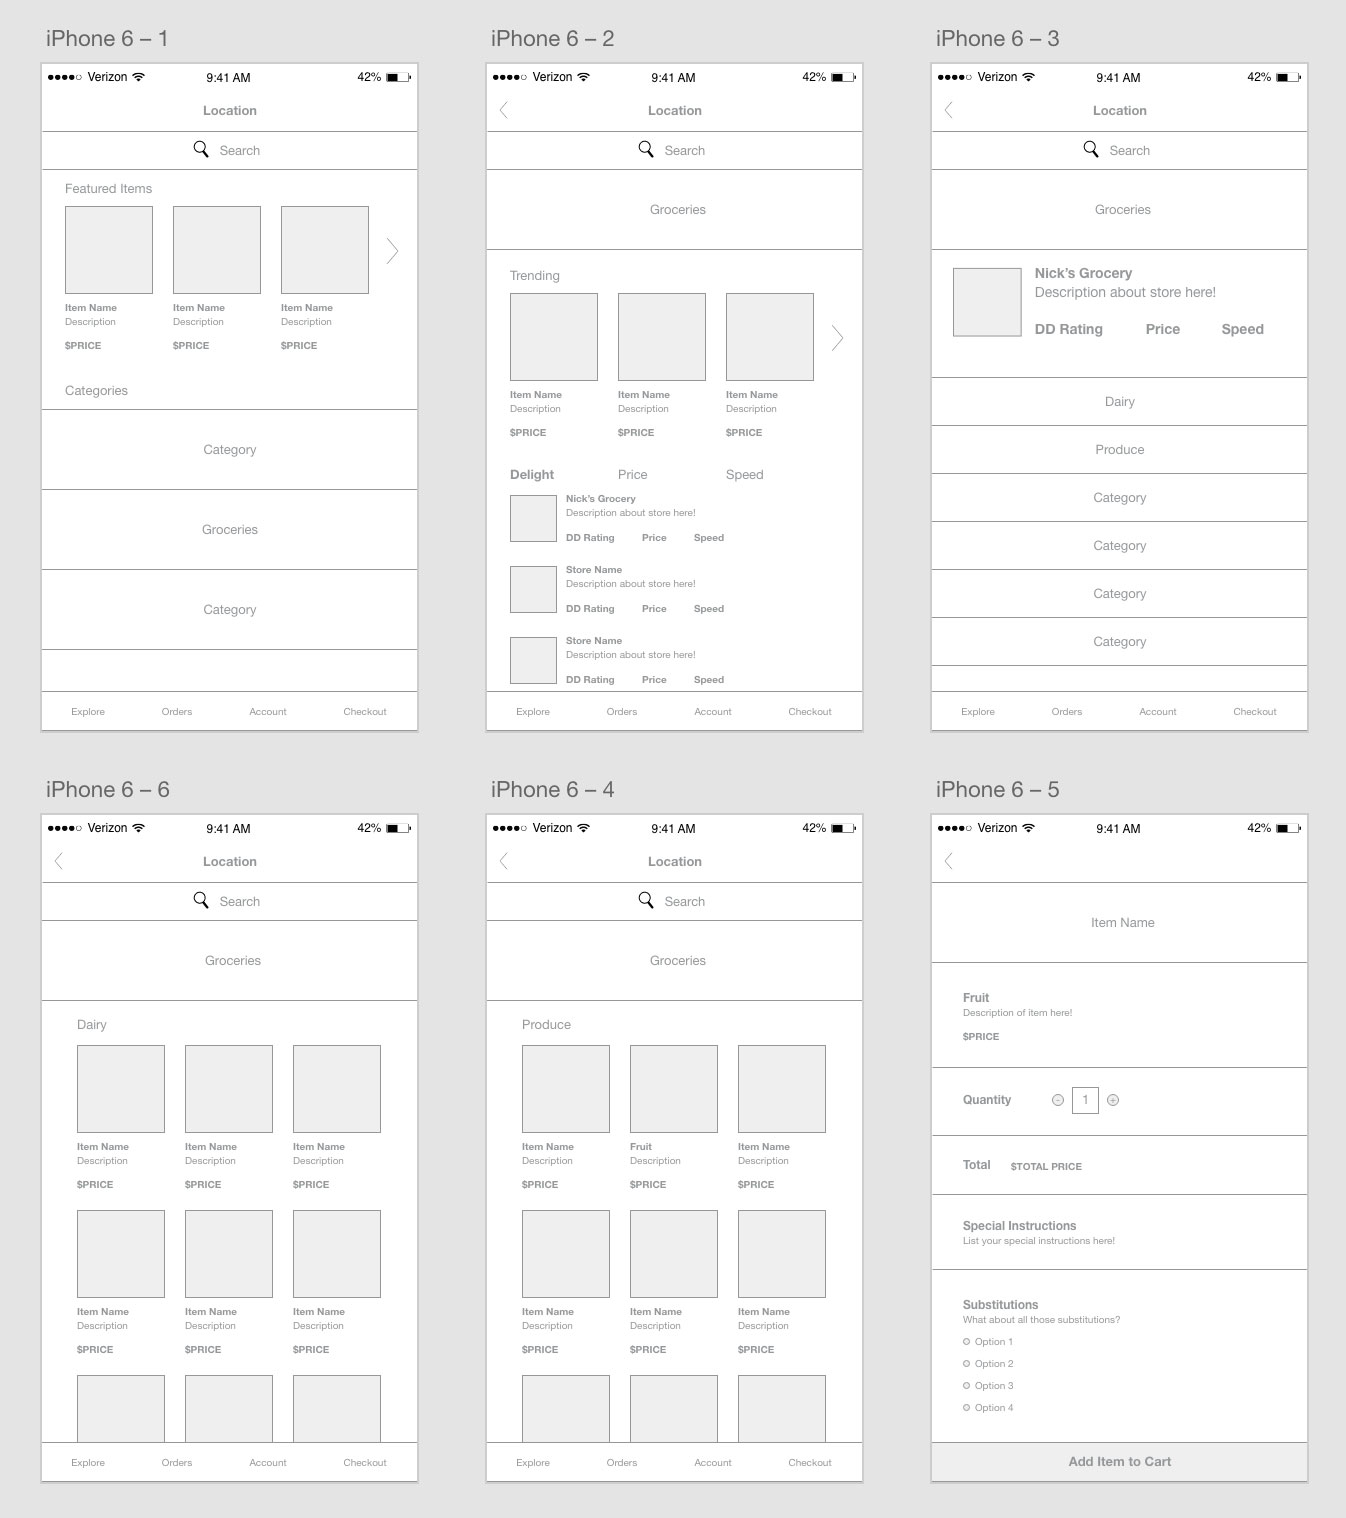 iPhone 6 – 1
Verizon 9:41 AM 42%
Location
Search
Featured Items
Item Name Item Name Item Name
Description Description Description
$PRICE $PRICE $PRICE
Categories
Category
Groceries
Category
Explore Orders Account Checkout
iPhone 6 – 2
Verizon 9:41 AM 42%
Location
Search
Groceries
Trending
Item Name Item Name Item Name
Description Description Description
$PRICE $PRICE $PRICE
Delight Price Speed
Nick's Grocery
Description about store here!
DD Rating Price Speed
Store Name
Description about store here!
DD Rating Price Speed
Store Name
Description about store here!
DD Rating Price Speed
Explore Orders Account Checkout
iPhone 6 – 3
Verizon 9:41 AM 42%
Location
Search
Groceries
Nick's Grocery
Description about store here!
DD Rating Price Speed
Dairy
Produce
Category
Category
Category
Category
Explore Orders Account Checkout
iPhone 6 – 6
Verizon 9:41 AM 42%
Location
Search
Groceries
Dairy
Item Name Item Name Item Name
Description Description Description
$PRICE $PRICE $PRICE
Item Name Item Name Item Name
Description Description Description
$PRICE $PRICE $PRICE
Explore Orders Account Checkout
iPhone 6 – 4
Verizon 9:41 AM 42%
Location
Search
Groceries
Produce
Item Name Fruit Item Name
Description Description Description
$PRICE $PRICE $PRICE
Item Name Item Name Item Name
Description Description Description
$PRICE $PRICE $PRICE
Explore Orders Account Checkout
iPhone 6 – 5
Verizon 9:41 AM 42%
Item Name
Fruit
Description of item here!
$PRICE
Quantity - 1 +
Total $TOTAL PRICE
Special Instructions
List your special instructions here!
Substitutions
What about all those substitutions?
Option 1
Option 2
Option 3
Option 4
Add Item to Cart